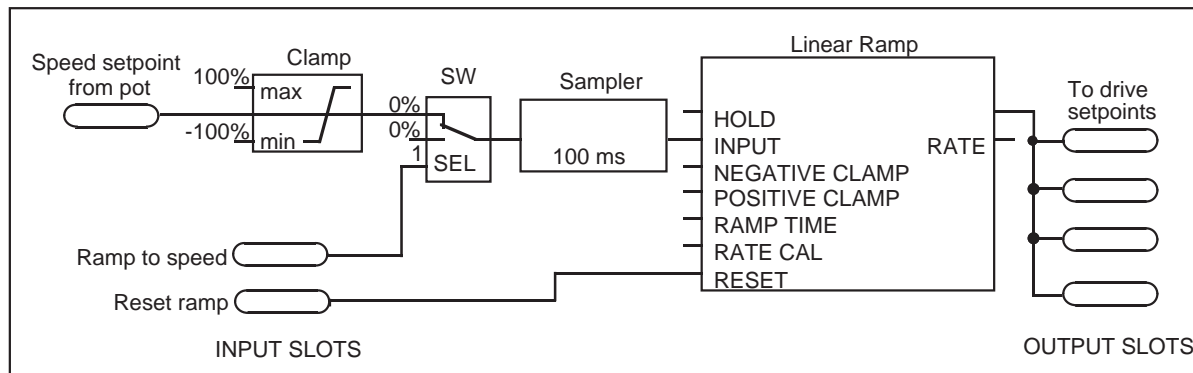 Speed setpoint
from pot
100%
-100%
Clamp
max
min
SW
0%
0%
1
SEL
Sampler
100 ms
Linear Ramp
HOLD
INPUT
NEGATIVE CLAMP
POSITIVE CLAMP
RAMP TIME
RATE CAL
RESET
RATE
To drive
setpoints
Ramp to speed
Reset ramp
INPUT SLOTS
OUTPUT SLOTS